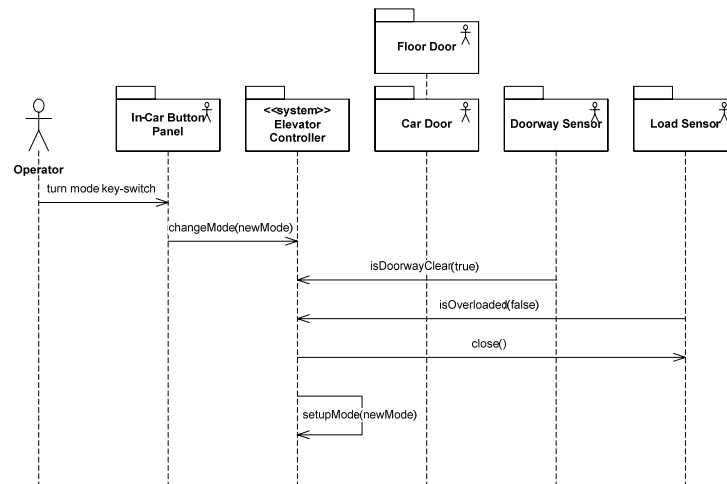 Floor Door
In-Car Button
Panel
<<system>>
Elevator
Controller
Car Door
Doorway Sensor
Load Sensor
Operator
turn mode key-switch
changeMode(newMode)
isDoorwayClear(true)
isOverloaded(false)
close()
setupMode(newMode)